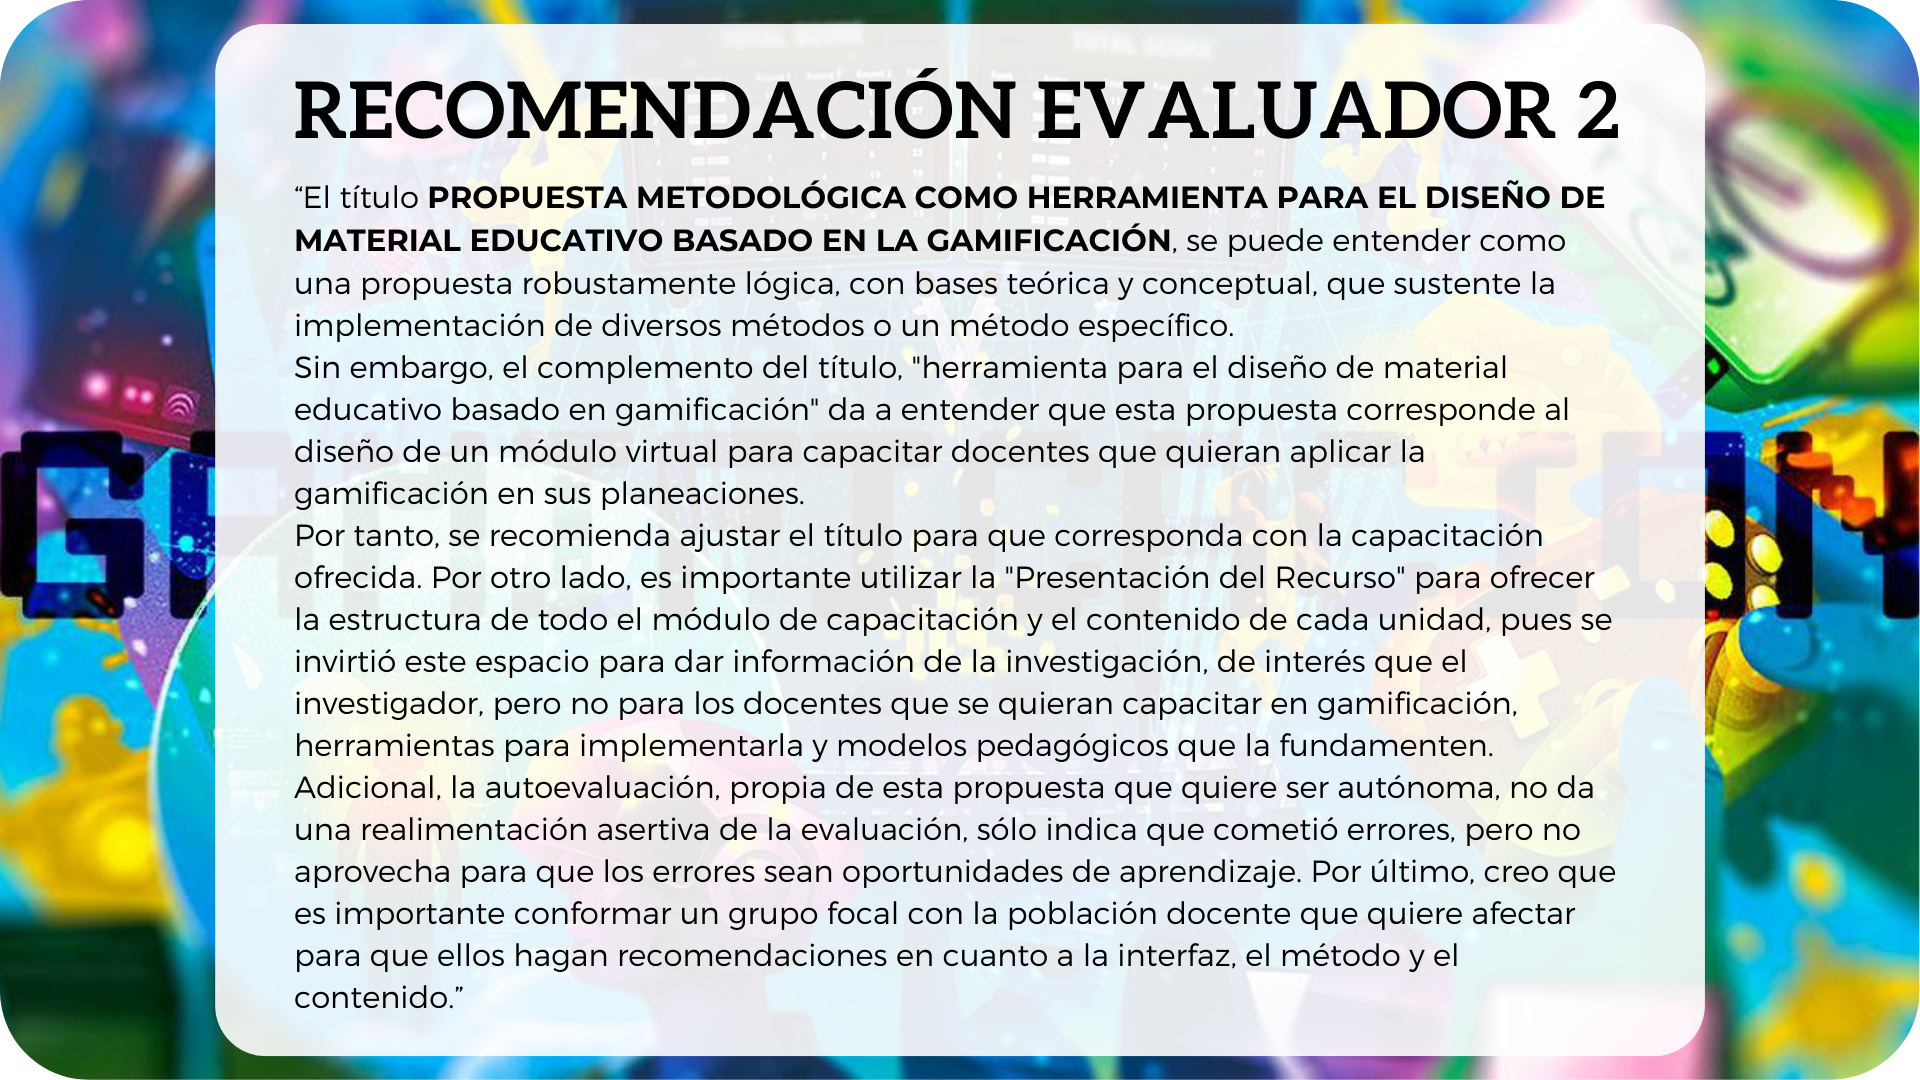 RECOMENDACIÓN EVALUADOR 2
“El título PROPUESTA METODOLÓGICA COMO HERRAMIENTA PARA EL DISEÑO DE
MATERIAL EDUCATIVO BASADO EN LA GAMIFICACIÓN, se puede entender como
una propuesta robustamente lógica, con bases teórica y conceptual, que sustente la
implementación de diversos métodos o un método específico.
Sin embargo, el complemento del título, "herramienta para el diseño de material
educativo basado en gamificación" da a entender que esta propuesta corresponde al
diseño de un módulo virtual para capacitar docentes que quieran aplicar la
gamificación en sus planeaciones.
Por tanto, se recomienda ajustar el título para que corresponda con la capacitación
ofrecida. Por otro lado, es importante utilizar la "Presentación del Recurso" para ofrecer
la estructura de todo el módulo de capacitación y el contenido de cada unidad, pues se
invirtió este espacio para dar información de la investigación, de interés que el
investigador, pero no para los docentes que se quieran capacitar en gamificación,
herramientas para implementarla y modelos pedagógicos que la fundamenten.
Adicional, la autoevaluación, propia de esta propuesta que quiere ser autónoma, no da
una realimentación asertiva de la evaluación, sólo indica que cometió errores, pero no
aprovecha para que los errores sean oportunidades de aprendizaje. Por último, creo que
es importante conformar un grupo focal con la población docente que quiere afectar
para que ellos hagan recomendaciones en cuanto a la interfaz, el método y el
contenido.”